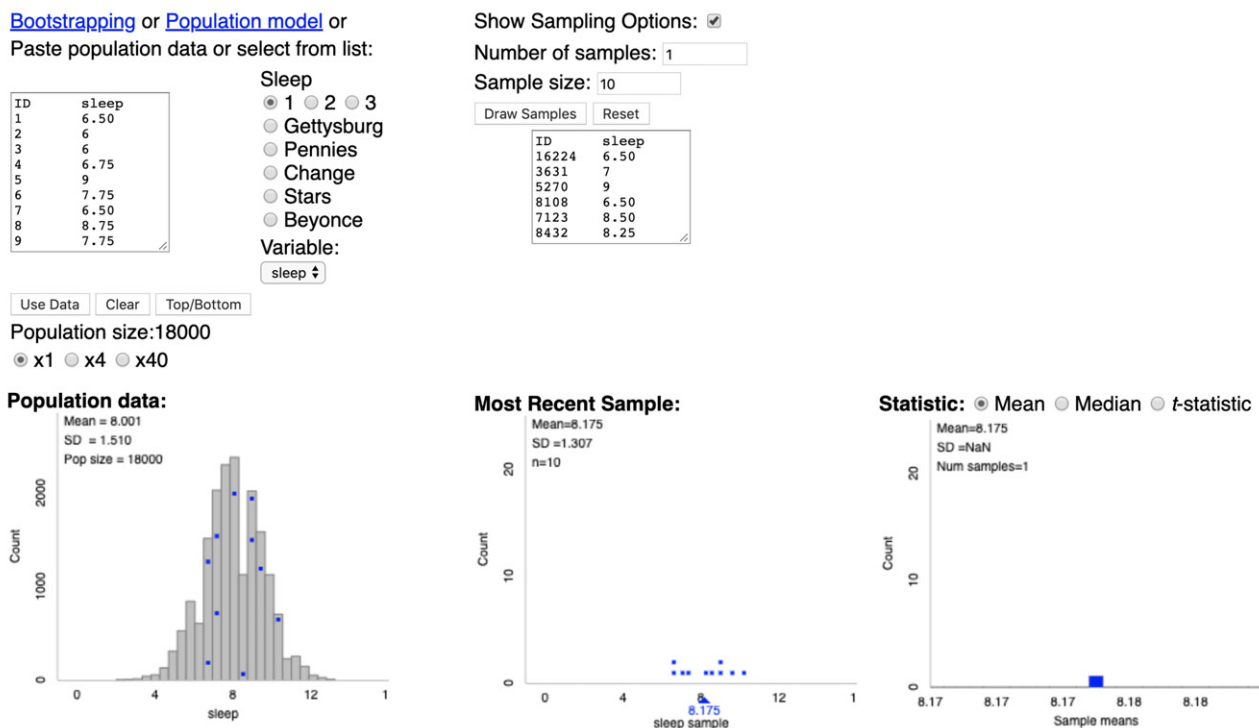 Bootstrapping or Population model or
Paste population data or select from list:
ID sleep
1 6.50
2 6
3 6
4 6.75
5 9
6 7.75
7 6.50
8 8.75
9 7.75
Sleep
1 2 3
Gettysburg
Pennies
Change
Stars
Beyonce
Variable:
sleep
Use Data Clear Top/Bottom
Population size:18000
x1 x4 x40
Show Sampling Options:
Number of samples: 1
Sample size: 10
Draw Samples Reset
ID sleep
16224 6.50
3631 7
5270 9
8108 6.50
7123 8.50
8432 8.25
Population data:
Mean = 8.001
SD = 1.510
Pop size = 18000
Count
0 1000 2000
0 4 8 12 1
sleep
Most Recent Sample:
Mean=8.175
SD =1.307
n=10
Count
0 10 20
0 4 8 12 1
8.175
sleep sample
Statistic: Mean Median t-statistic
Mean=8.175
SD =NaN
Num samples=1
Count
0 10 20
8.17 8.17 8.17 8.18 8.18
Sample means